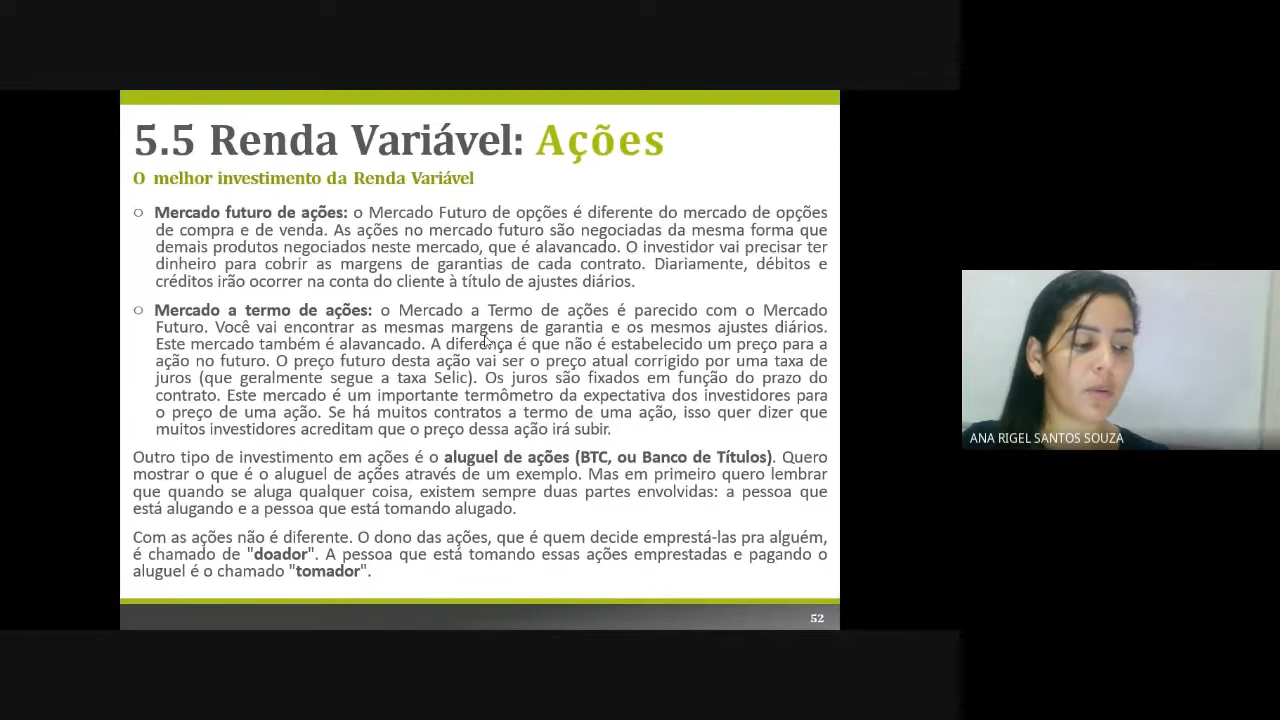 5.5 Renda Variável: Ações
O melhor investimento da Renda Variável
Mercado futuro de ações: o Mercado Futuro de opções é diferente do mercado de opções
de compra e de venda. As ações no mercado futuro são negociadas da mesma forma que
demais produtos negociados neste mercado, que é alavancado. O investidor vai precisar ter
dinheiro para cobrir as margens de garantias de cada contrato. Diariamente, débitos e
créditos irão ocorrer na conta do cliente à título de ajustes diários.
Mercado a termo de ações: o Mercado a Termo de ações é parecido com o Mercado
Futuro. Você vai encontrar as mesmas margens de garantia e os mesmos ajustes diários.
Este mercado também é alavancado. A diferença é que não é estabelecido um preço para a
ação no futuro. O preço futuro desta ação vai ser o preço atual corrigido por uma taxa de
juros (que geralmente segue a taxa Selic). Os juros são fixados em função do prazo do
contrato. Este mercado é um importante termômetro da expectativa dos investidores para
o preço de uma ação. Se há muitos contratos a termo de uma ação, isso quer dizer que
muitos investidores acreditam que o preço dessa ação irá subir.
Outro tipo de investimento em ações é o aluguel de ações (BTC, ou Banco de Títulos). Quero
mostrar o que é o aluguel de ações através de um exemplo. Mas em primeiro quero lembrar
que quando se aluga qualquer coisa, existem sempre duas partes envolvidas: a pessoa que
está alugando e a pessoa que está tomando alugado.
Com as ações não é diferente. O dono das ações, que é quem decide emprestá-las pra alguém,
é chamado de "doador". A pessoa que está tomando essas ações emprestadas e pagando o
aluguel é o chamado "tomador".
52
ANA RIGEL SANTOS SOUZA